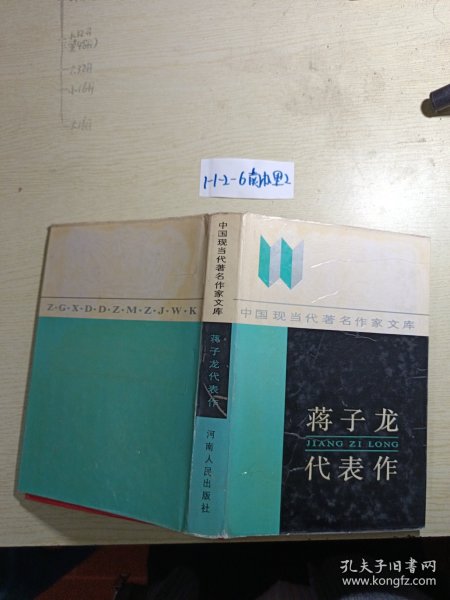 1-1-2-6南水里2
Z·G·X·D·D·Z·M·Z·J·W·K
中国现当代著名作家文库
蒋子龙代表作
河南人民出版社
中国现当代著名作家文库
蒋子龙
JIANG ZI LONG
代表作
孔夫子旧书网
www.kongfz.com